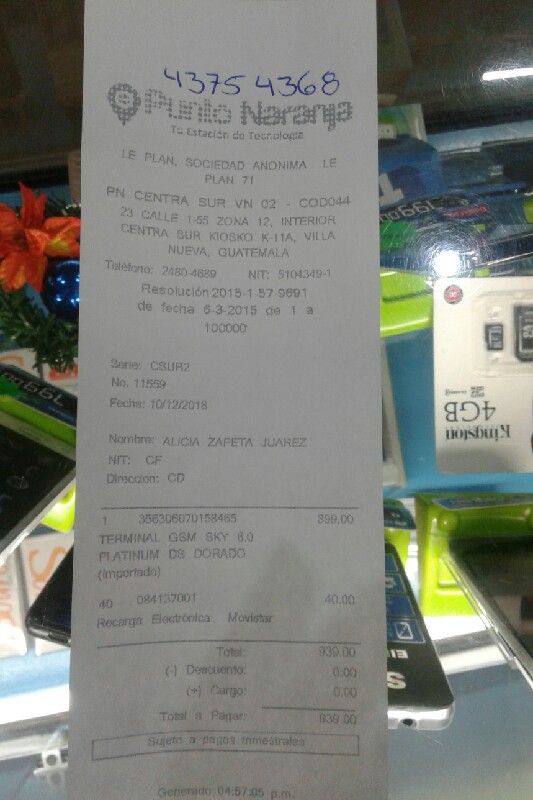 4375 4368
Punto Naranja
Tu Estación de Tecnología
LE PLAN, SOCIEDAD ANONIMA LE
PLAN 71
PN CENTRA SUR VN 02 - COD044
23 CALLE 1-55 ZONA 12, INTERIOR
CENTRA SUR KIOSKO K-11A, VILLA
NUEVA, GUATEMALA
Teléfono: 2480-4689 NIT: 5104349-1
Resolución 2015-1-57-9691
de fecha 6-3-2015 de 1 a
100000
Serie: CSUR2
No. 11559
Fecha: 10/12/2018
Nombre: ALICIA ZAPETA JUAREZ
NIT: CF
Direccion: CD
1 356306070158465 899.00
TERMINAL GSM SKY 6.0
PLATINUM DS DORADO
(Importado)
40 084137001 40.00
Recarga Electrónica Movistar
Total: 939.00
(-) Descuento: 0.00
(+) Cargo: 0.00
Total a Pagar: 939.00
Sujeto a pagos trimestrales
Generado 04:57:05 p.m.
Kingston
4GB